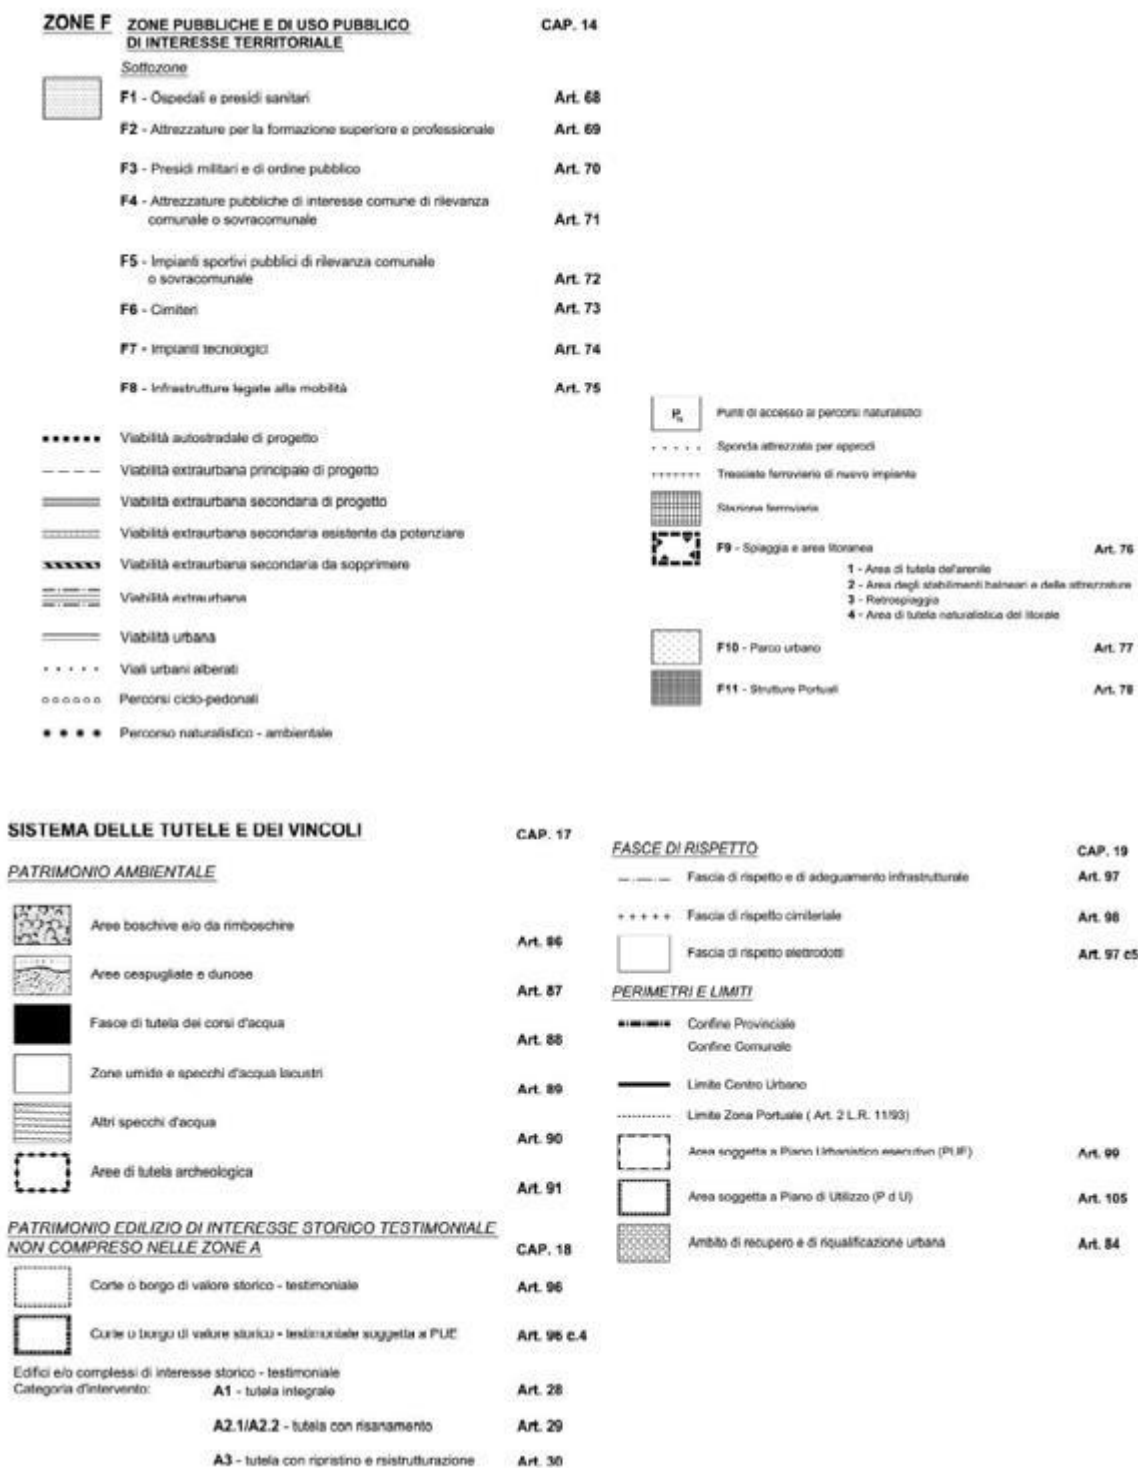 ZONE F ZONE PUBBLICHE E DI USO PUBBLICO CAP. 14
DI INTERESSE TERRITORIALE
Sottozone
F1 - Ospedali e presidi sanitari Art. 68
F2 - Attrezzature per la formazione superiore e professionale Art. 69
F3 - Presidi militari e di ordine pubblico Art. 70
F4 - Attrezzature pubbliche di interesse comune di rilevanza
comunale o sovracomunale Art. 71
F5 - Impianti sportivi pubblici di rilevanza comunale
o sovracomunale Art. 72
F6 - Cimiteri Art. 73
F7 - Impianti tecnologici Art. 74
F8 - Infrastrutture legate alla mobilità Art. 75
Viabilità autostradale di progetto
Viabilità extraurbana principale di progetto
Viabilità extraurbana secondaria di progetto
Viabilità extraurbana secondaria esistente da potenziare
Viabilità extraurbana secondaria da sopprimere
Viabilità extraurbana
Viabilità urbana
Viali urbani alberati
Percorsi ciclo-pedonali
Percorso naturalistico - ambientale
PN Punti di accesso ai percorsi naturalistici
Sponda attrezzata per approdi
Tracciato ferroviario di nuovo impianto
Stazione ferroviaria
F9 - Spiaggia e area litoranea Art. 76
1 - Area di tutela dell'arenile
2 - Area degli stabilimenti balneari e delle attrezzature
3 - Retrospiaggia
4 - Area di tutela naturalistica del litorale
F10 - Parco urbano Art. 77
F11 - Strutture Portuali Art. 78
SISTEMA DELLE TUTELE E DEI VINCOLI CAP. 17
PATRIMONIO AMBIENTALE
Aree boschive e/o da rimboschire Art. 86
Aree cespugliate e dunose Art. 87
Fasce di tutela dei corsi d'acqua Art. 88
Zone umide e specchi d'acqua lacustri Art. 89
Altri specchi d'acqua Art. 90
Aree di tutela archeologica Art. 91
PATRIMONIO EDILIZIO DI INTERESSE STORICO TESTIMONIALE
NON COMPRESO NELLE ZONE A CAP. 18
Corte o borgo di valore storico - testimoniale Art. 96
Corte o borgo di valore storico - testimoniale soggetta a PUE Art. 96 c.4
Edifici e/o complessi di interesse storico - testimoniale
Categoria d'intervento: A1 - tutela integrale Art. 28
A2.1/A2.2 - tutela con risanamento Art. 29
A3 - tutela con ripristino e rsistrutturazione Art. 30
FASCE DI RISPETTO CAP. 19
Fascia di rispetto e di adeguamento infrastrutturale Art. 97
Fascia di rispetto cimiteriale Art. 98
Fascia di rispetto elettrodotti Art. 97 c5
PERIMETRI E LIMITI
Confine Provinciale
Confine Comunale
Limite Centro Urbano
Limite Zona Portuale ( Art. 2 L.R. 11/93)
Area soggetta a Piano Urbanistico esecutivo (PUE) Art. 99
Area soggetta a Piano di Utilizzo (P d U) Art. 105
Ambito di recupero e di riqualificazione urbana Art. 84